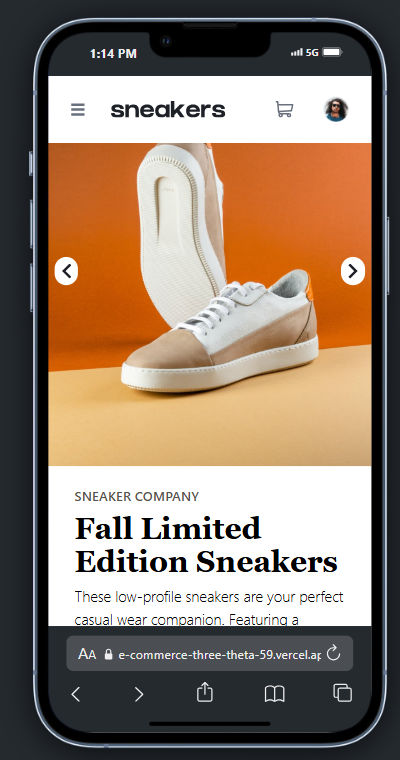 1:14 PM
5G
sneakers
SNEAKER COMPANY
Fall Limited
Edition Sneakers
These low-profile sneakers are your perfect
casual wear companion. Featuring a
AA e-commerce-three-theta-59.vercel.ap